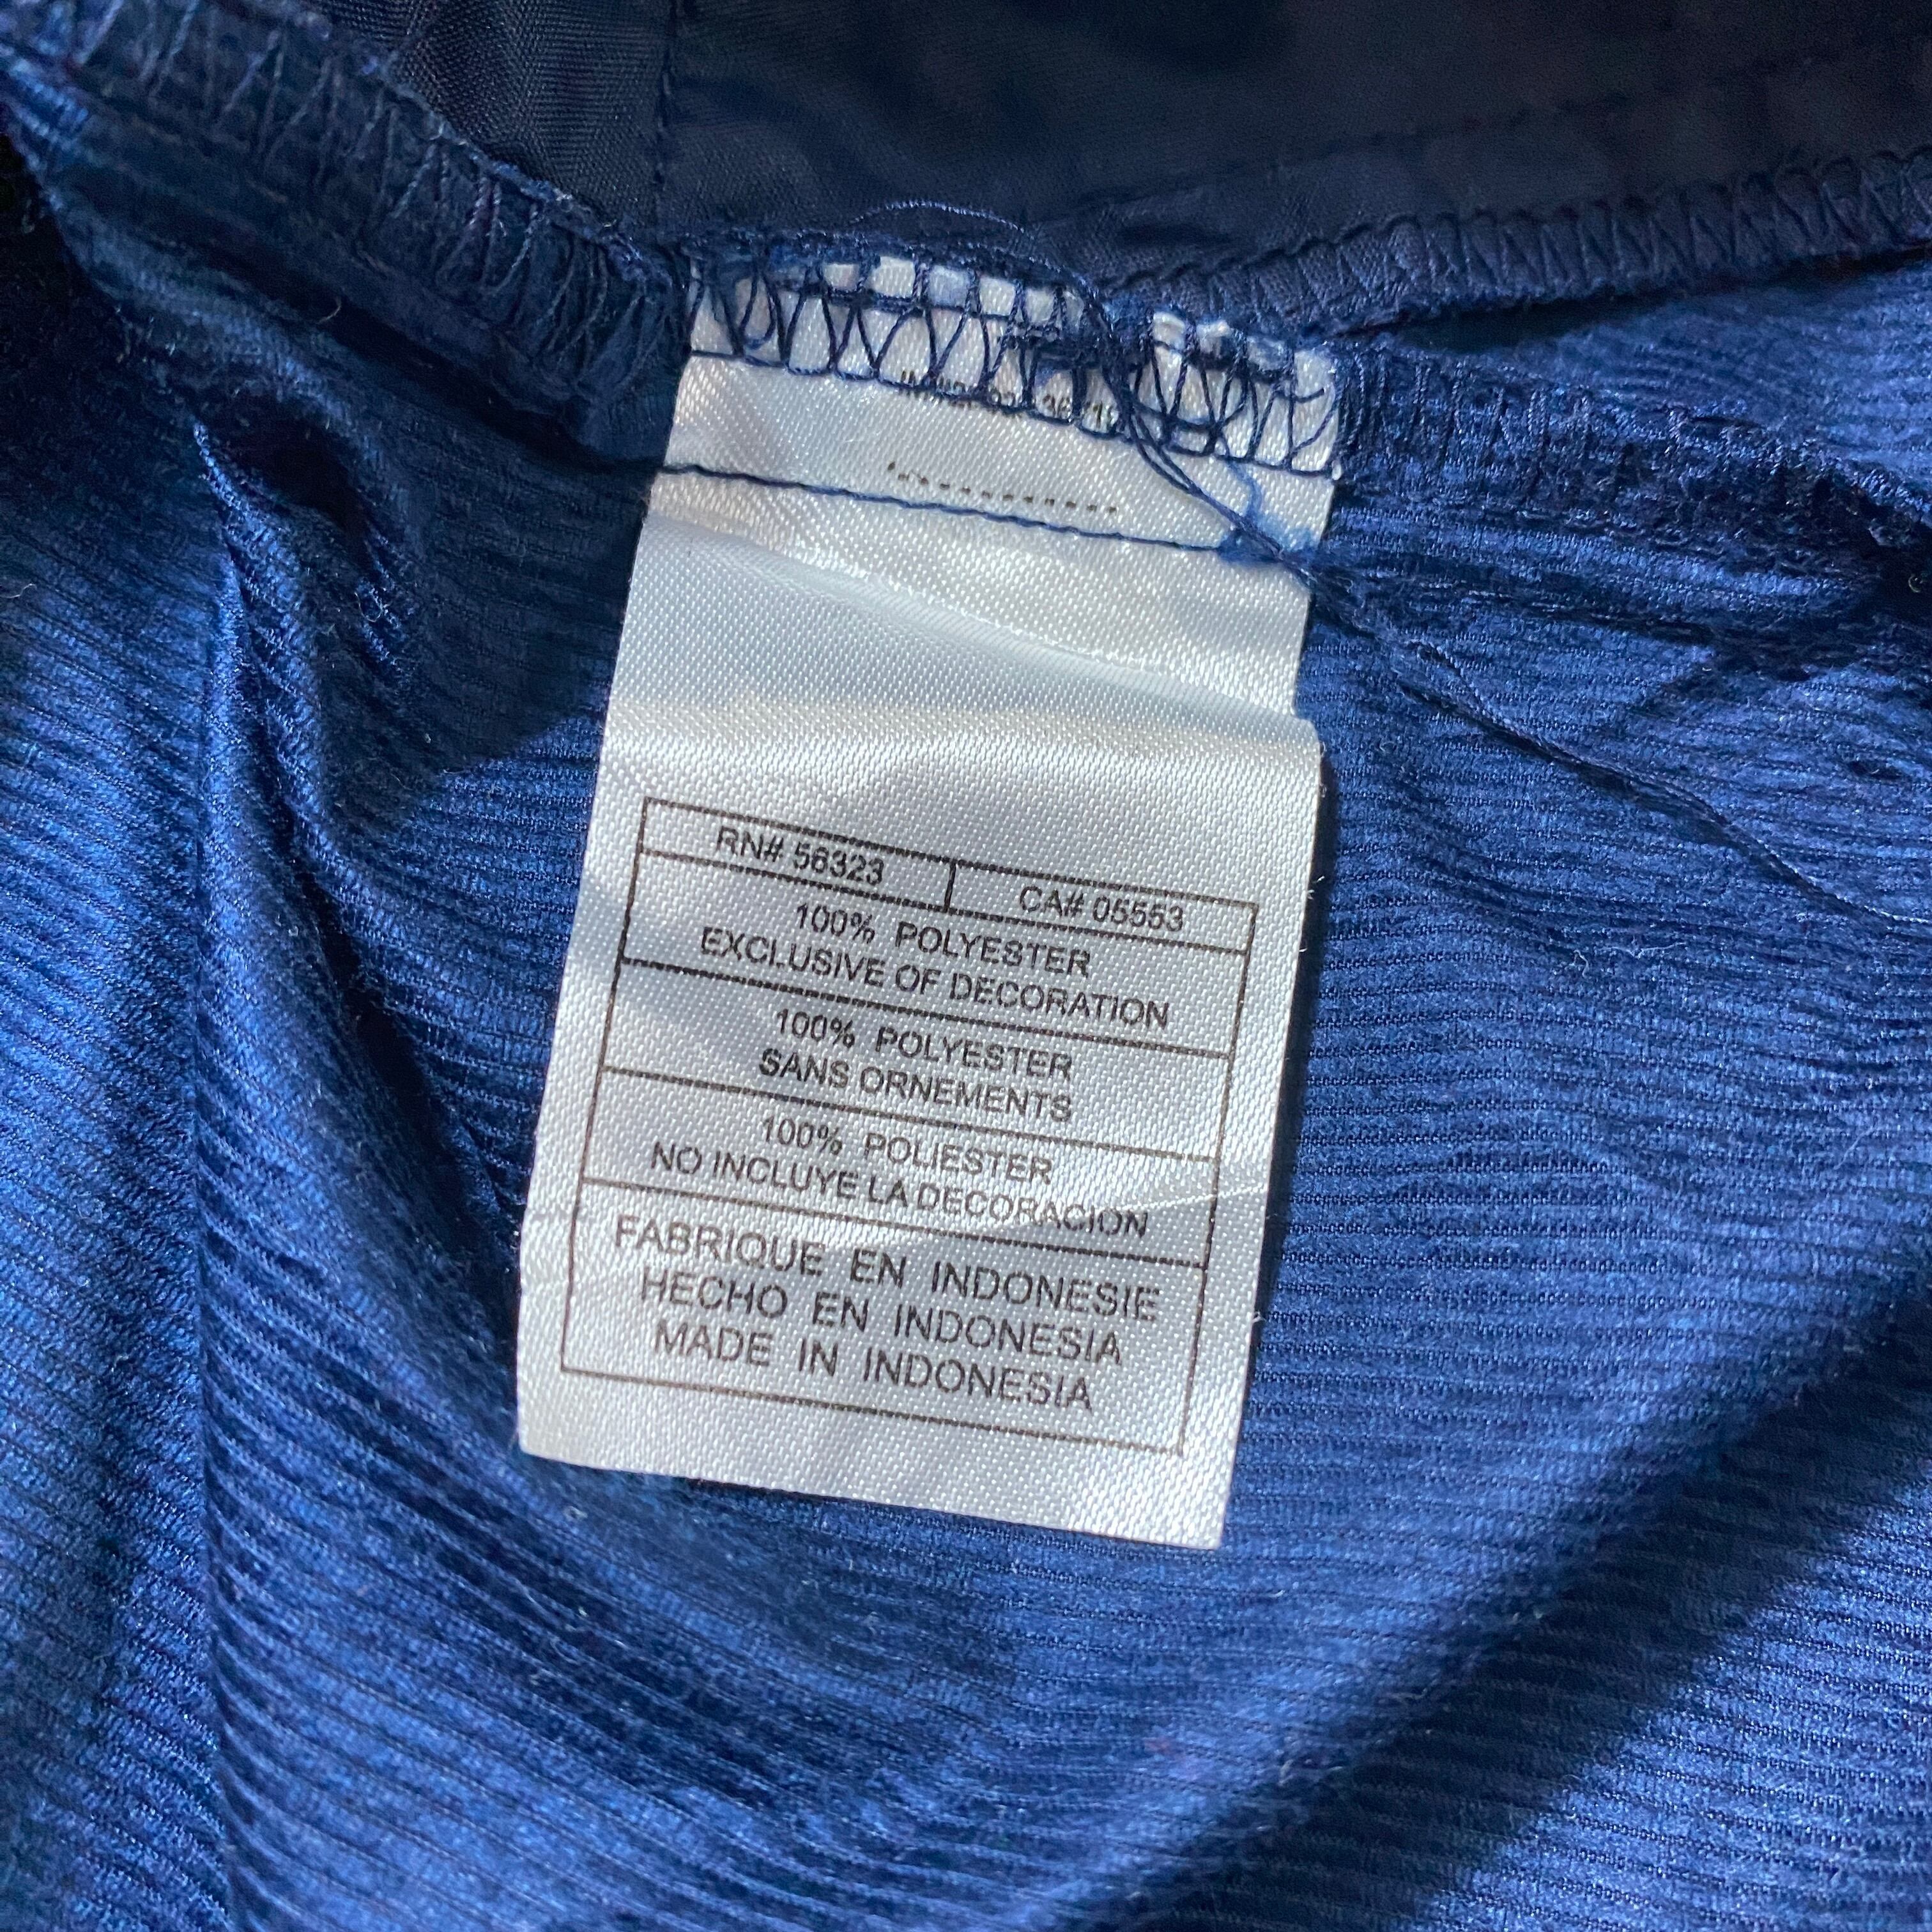 RN# 56323 CA# 05553
100% POLYESTER
EXCLUSIVE OF DECORATION
100% POLYESTER
SANS ORNEMENTS
100% POLIESTER
NO INCLUYE LA DECORACION
FABRIQUE EN INDONESIE
HECHO EN INDONESIA
MADE IN INDONESIA